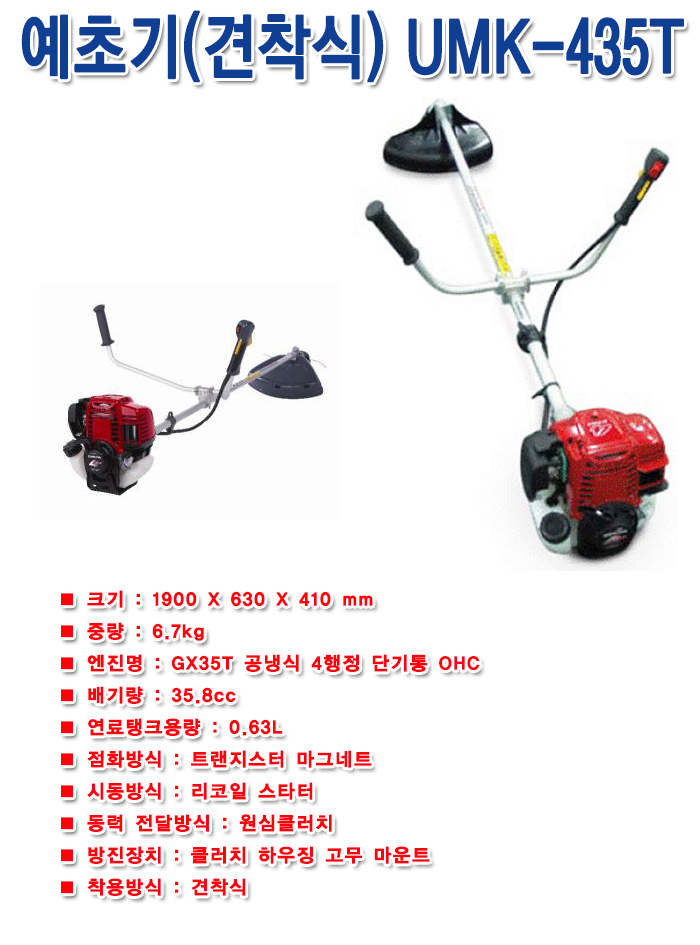 예초기(견착식) UMK-435T
■ 크기 : 1900 X 630 X 410 mm
■ 중량 : 6.7kg
■ 엔진명 : GX35T 공냉식 4행정 단기통 OHC
■ 배기량 : 35.8cc
■ 연료탱크용량 : 0.63L
■ 점화방식 : 트랜지스터 마그네트
■ 시동방식 : 리코일 스타터
■ 동력 전달방식 : 원심클러치
■ 방진장치 : 클러치 하우징 고무 마운트
■ 착용방식 : 견착식